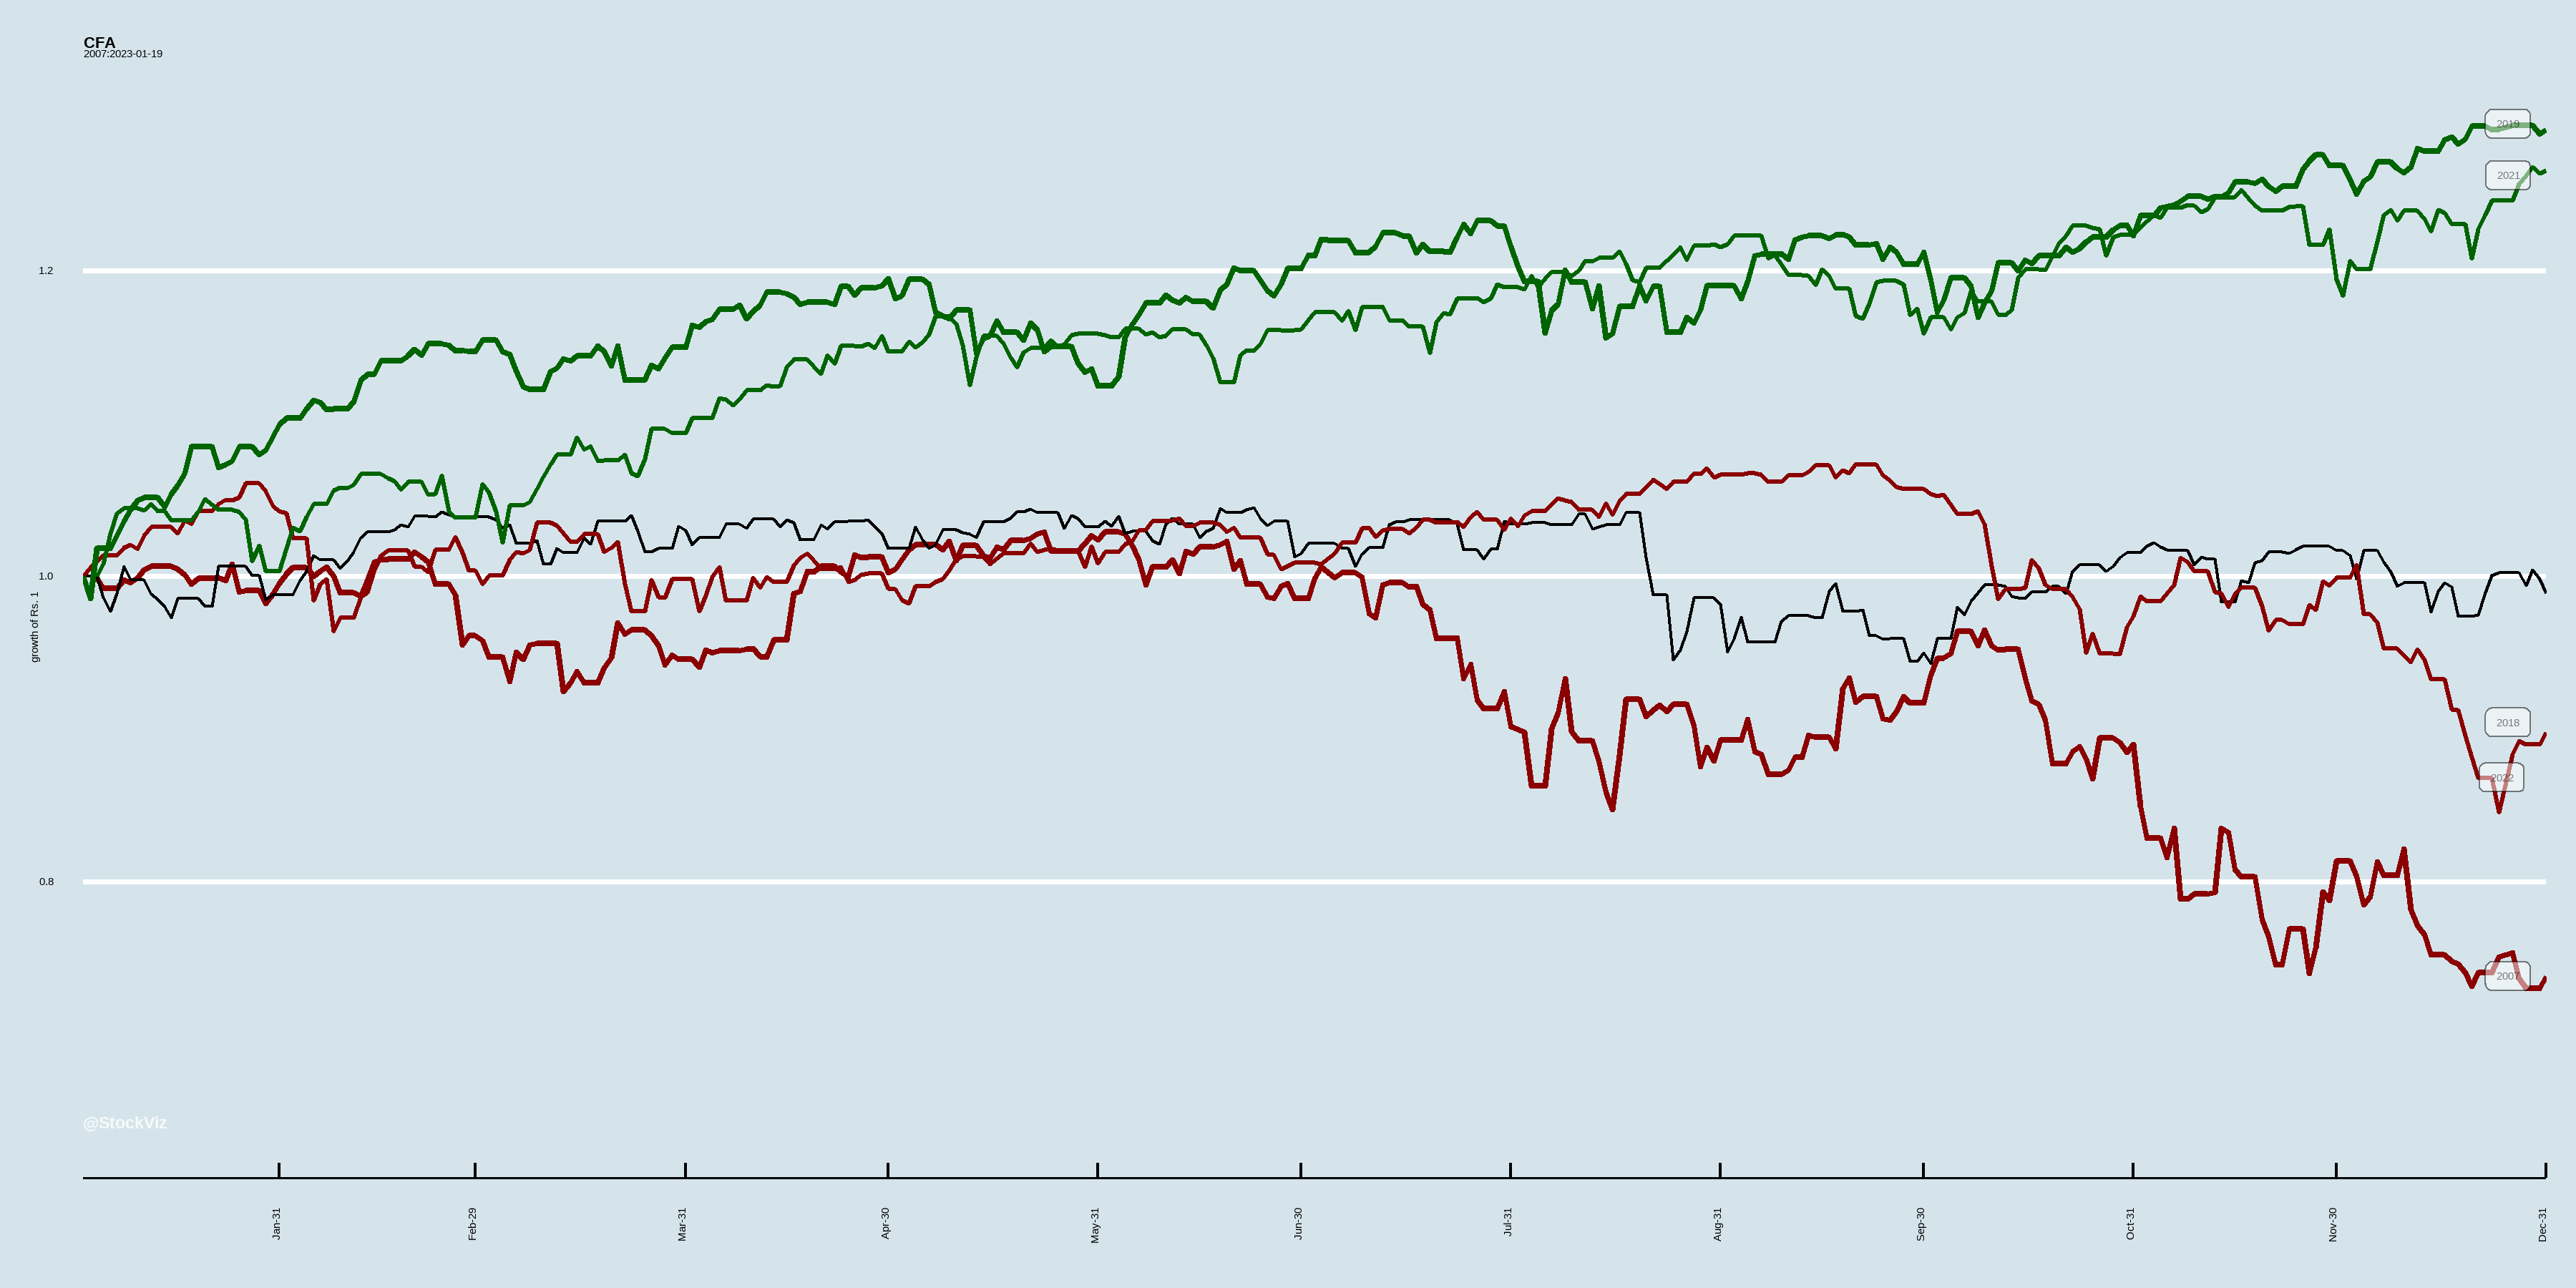 CFA
2007:2023-01-19
2019
2021
1.2
1.0
growth of Rs. 1
2018
2022
0.8
2007
@StockViz
Jan-31
Feb-29
Mar-31
Apr-30
May-31
Jun-30
Jul-31
Aug-31
Sep-30
Oct-31
Nov-30
Dec-31